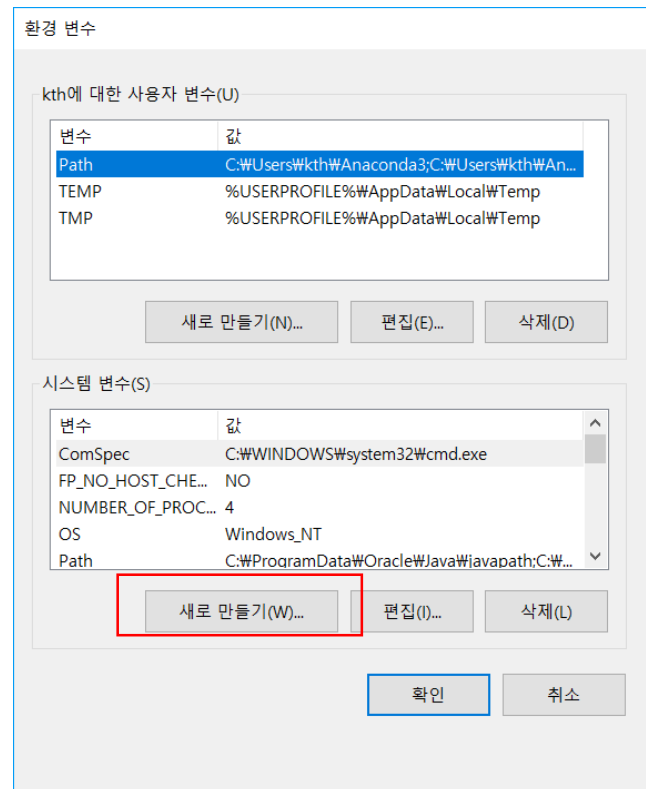 환경 변수
kth에 대한 사용자 변수(U)
변수 값
Path C:₩Users₩kth₩Anaconda3;C:₩Users₩kth₩An...
TEMP %USERPROFILE%₩AppData₩Local₩Temp
TMP %USERPROFILE%₩AppData₩Local₩Temp
새로 만들기(N)... 편집(E)... 삭제(D)
시스템 변수(S)
변수 값
ComSpec C:₩WINDOWS₩system32₩cmd.exe
FP_NO_HOST_CHE... NO
NUMBER_OF_PROC... 4
OS Windows_NT
Path C:₩ProgramData₩Oracle₩Java₩javapath;C:₩...
새로 만들기(W)... 편집(I)... 삭제(L)
확인 취소